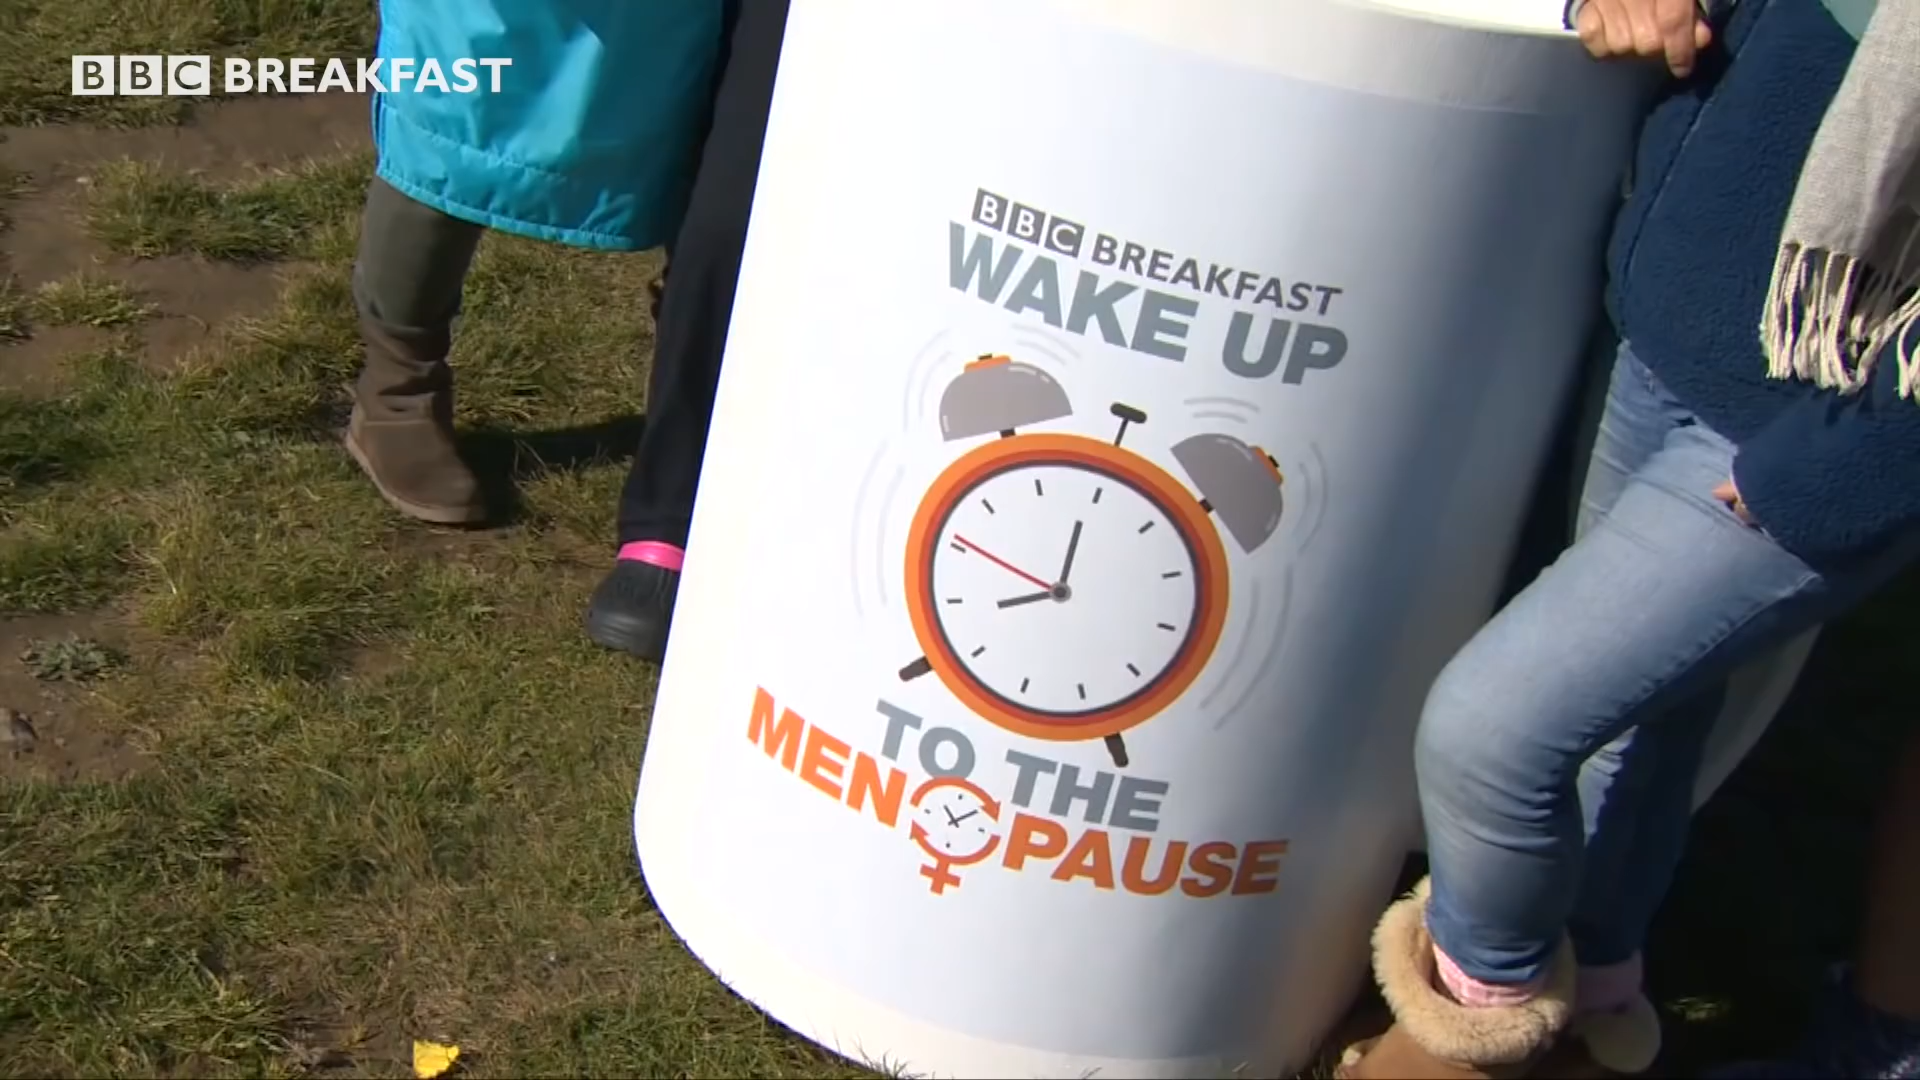 BBC BREAKFAST
BBC BREAKFAST
WAKE UP
TO THE
MENOPAUSE